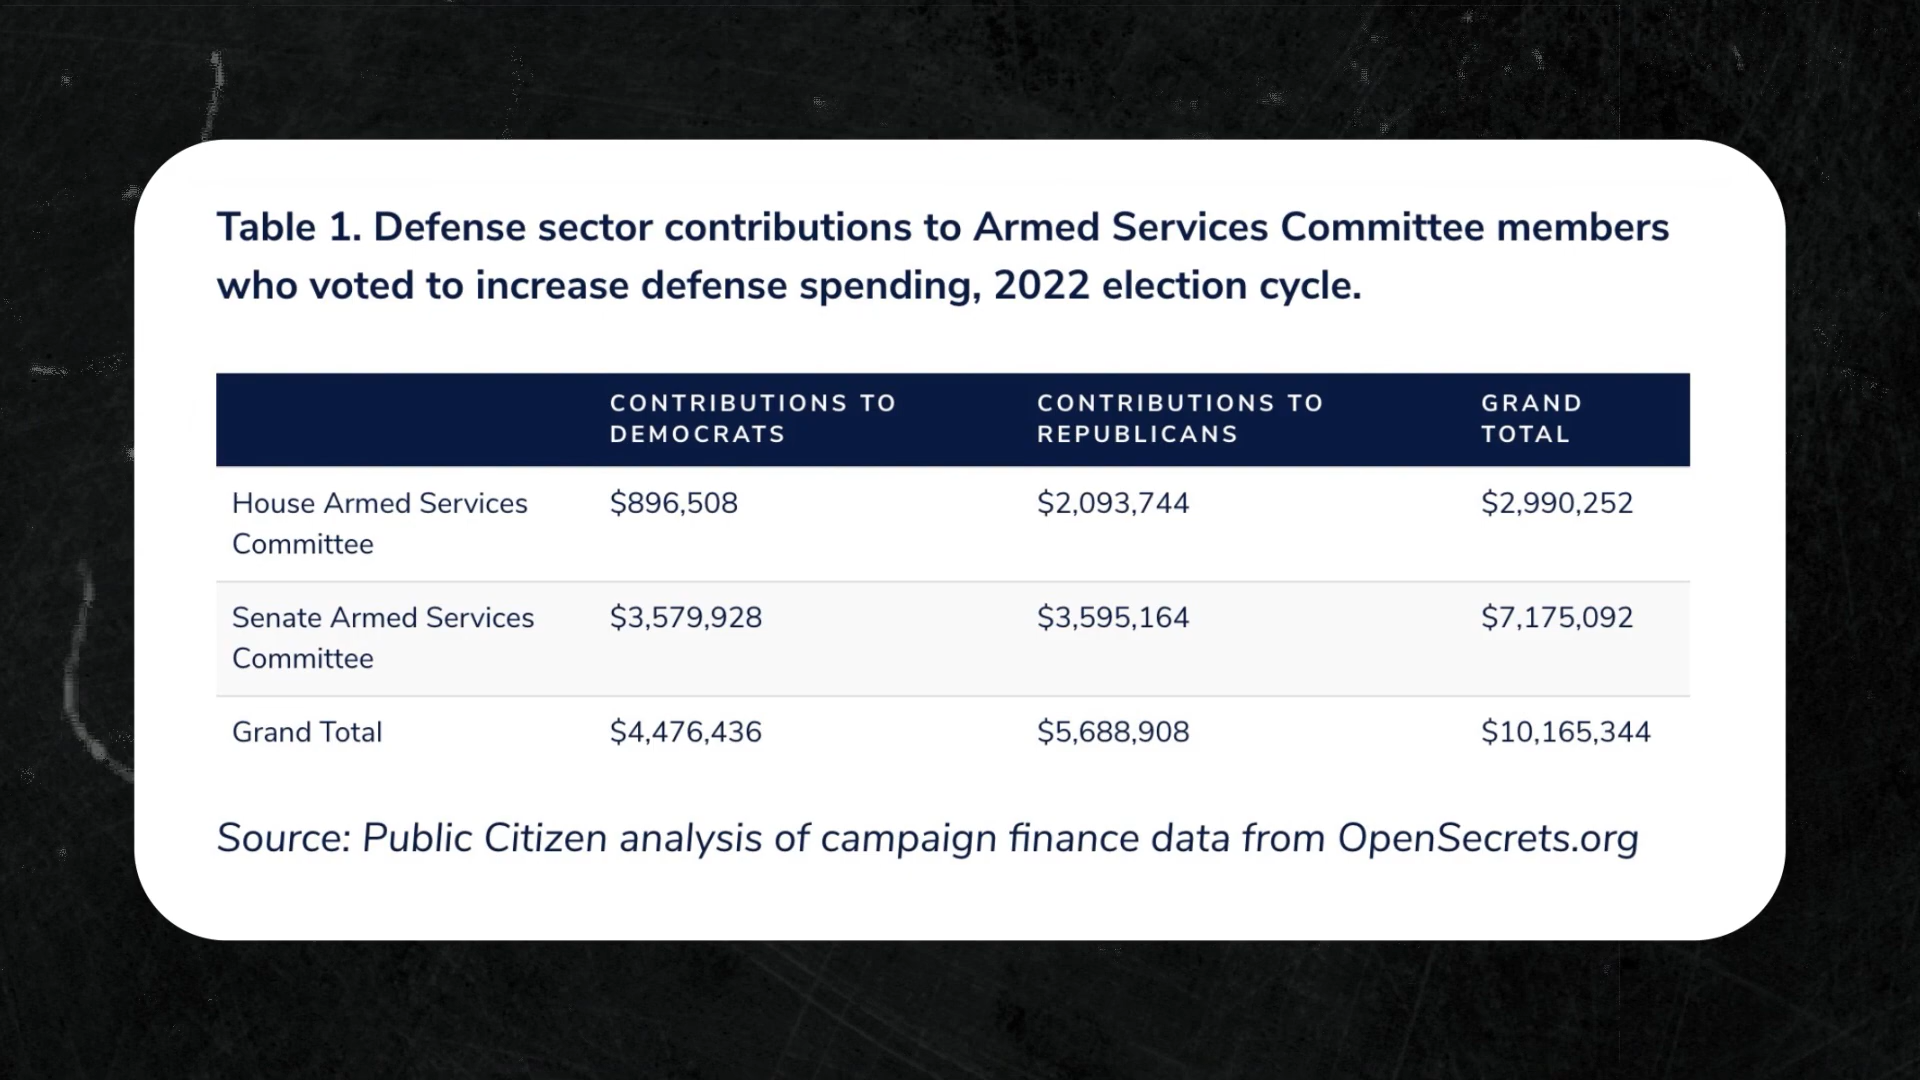 Table 1. Defense sector contributions to Armed Services Committee members
who voted to increase defense spending, 2022 election cycle.
CONTRIBUTIONS TO DEMOCRATS CONTRIBUTIONS TO REPUBLICANS GRAND TOTAL
House Armed Services Committee $896,508 $2,093,744 $2,990,252
Senate Armed Services Committee $3,579,928 $3,595,164 $7,175,092
Grand Total $4,476,436 $5,688,908 $10,165,344
Source: Public Citizen analysis of campaign finance data from OpenSecrets.org